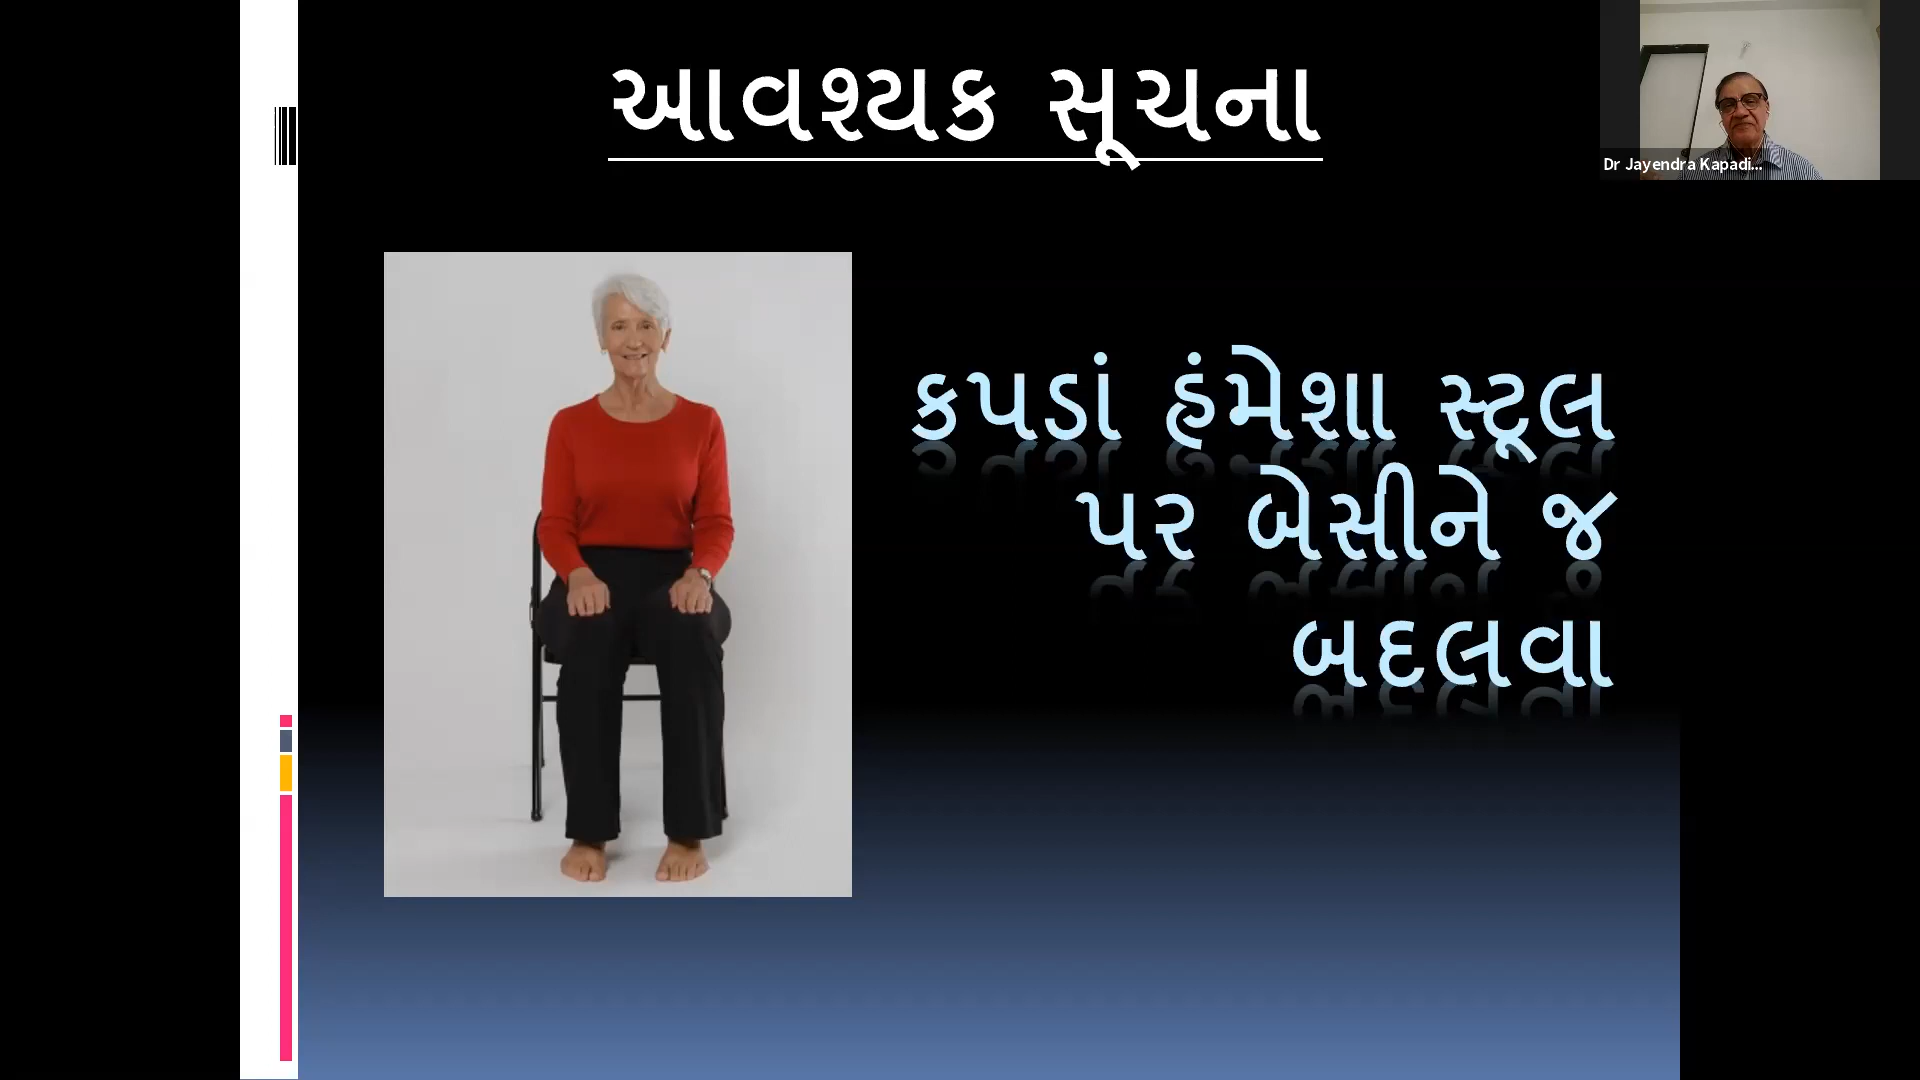 આવશ્યક સૂચના
Dr Jayendra Kapadi...
કપડાં હંમેશા સ્ટૂલ
પર બેસીને જ
બદલવા